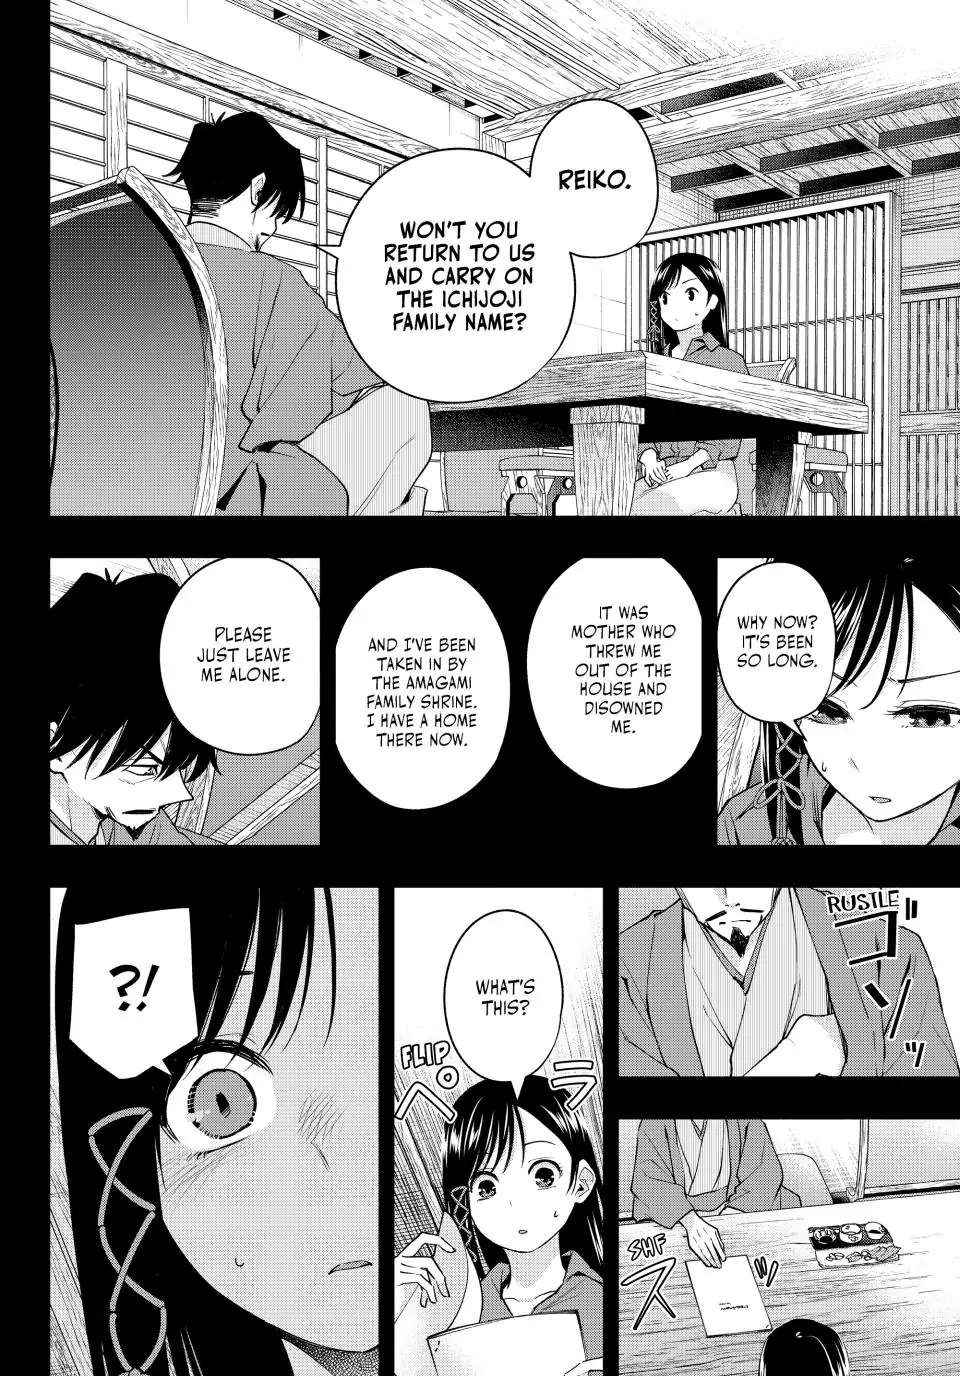 REIKO.
WON'T YOU
RETURN TO US
AND CARRY ON
THE ICHIJOJI
FAMILY NAME?
WHY NOW?
IT'S BEEN
SO LONG.
IT WAS
MOTHER WHO
THREW ME
OUT OF THE
HOUSE AND
DISOWNED
ME.
AND I'VE BEEN
TAKEN IN BY
THE AMAGAMI
FAMILY SHRINE.
I HAVE A HOME
THERE NOW.
PLEASE
JUST LEAVE
ME ALONE.
RUSTLE
ゴソッ
SHF
スッ
WHAT'S
THIS?
FLIP
ペラ
?!